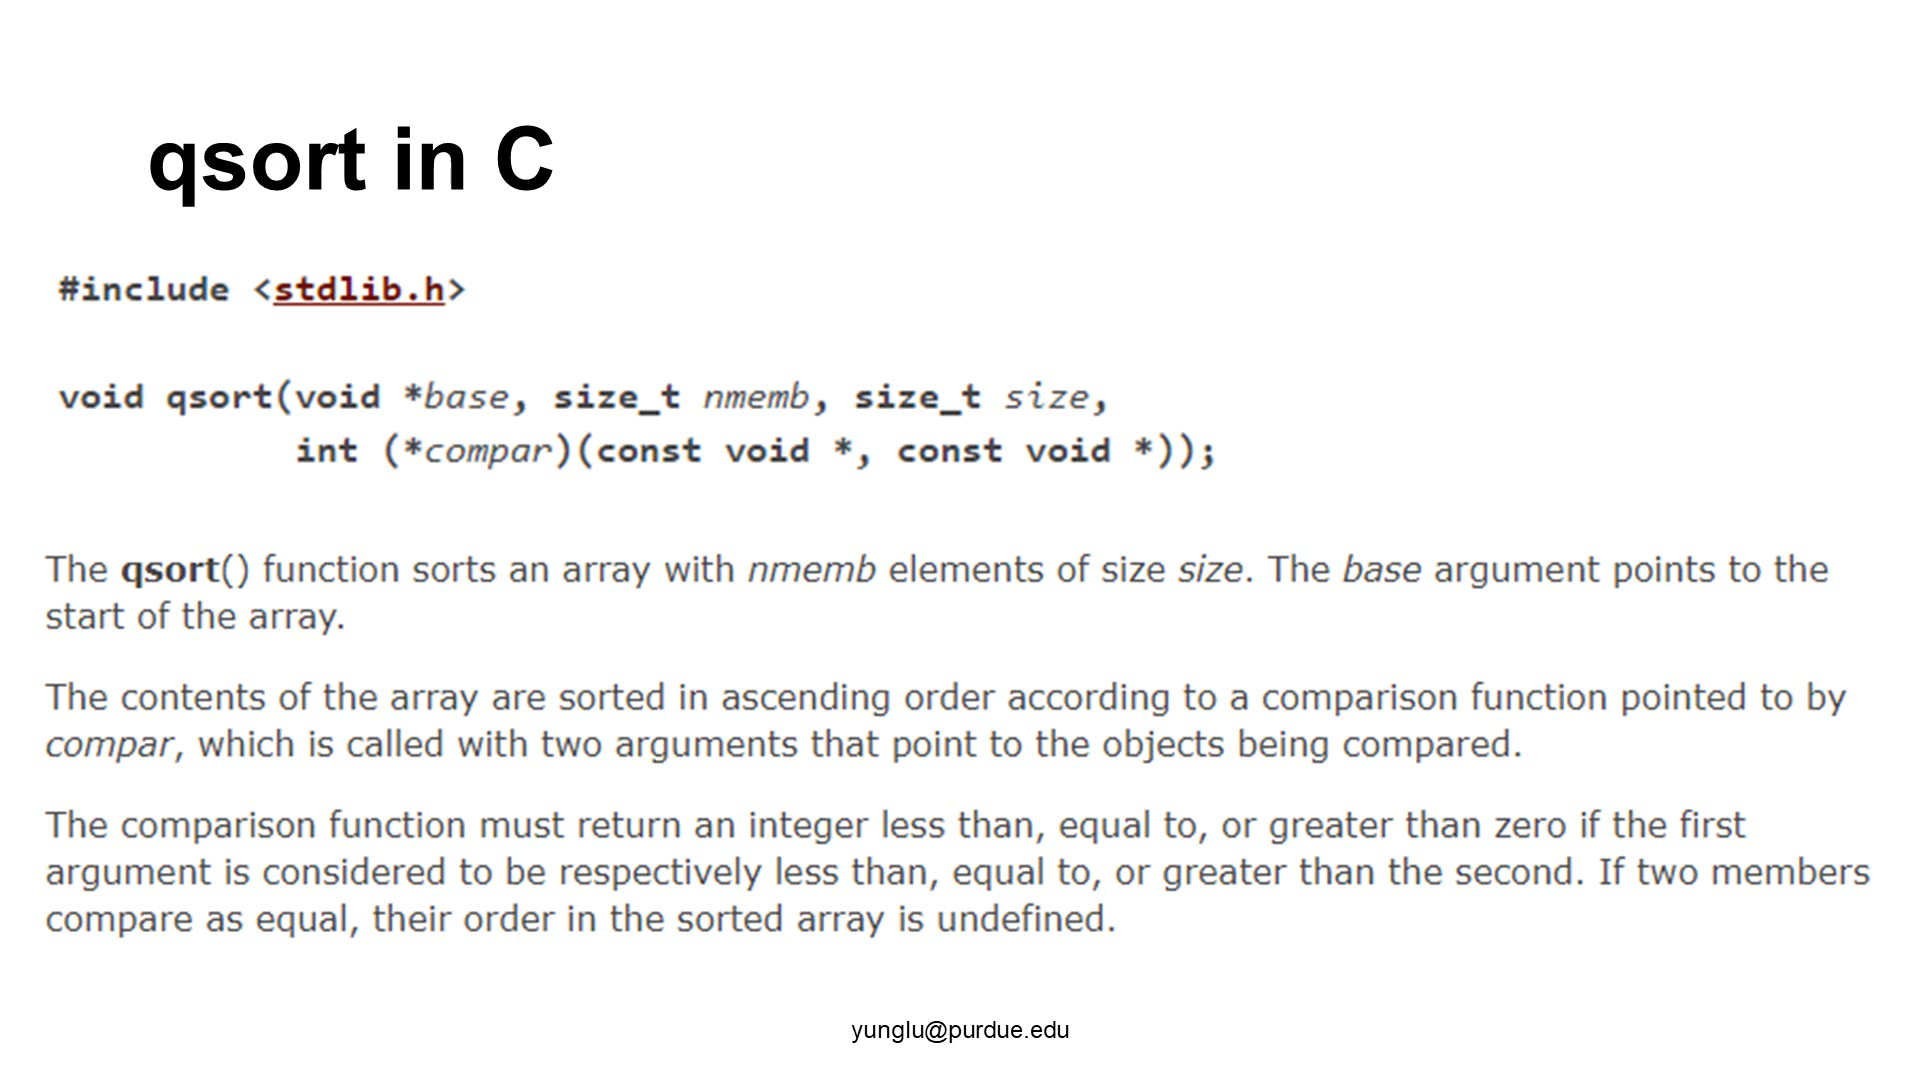 qsort in C
#include <stdlib.h>
void qsort(void *base, size_t nmemb, size_t size,
int (*compar)(const void *, const void *));
The qsort() function sorts an array with nmemb elements of size size. The base argument points to the
start of the array.
The contents of the array are sorted in ascending order according to a comparison function pointed to by
compar, which is called with two arguments that point to the objects being compared.
The comparison function must return an integer less than, equal to, or greater than zero if the first
argument is considered to be respectively less than, equal to, or greater than the second. If two members
compare as equal, their order in the sorted array is undefined.
yunglu@purdue.edu